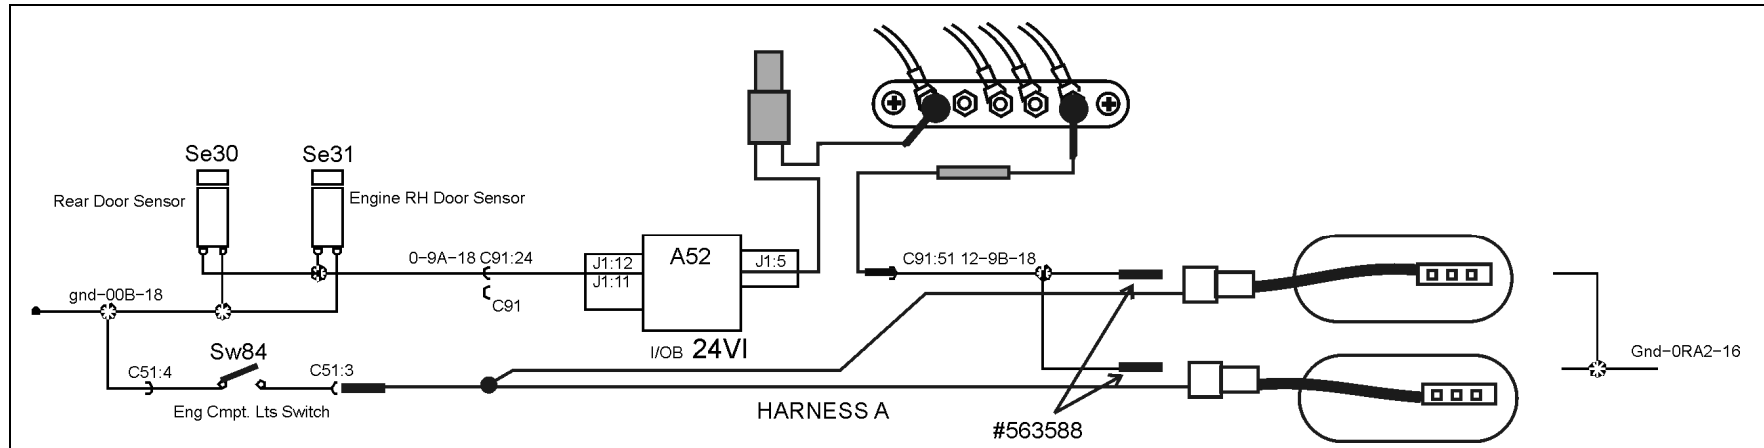 Se30
Se31
Rear Door Sensor
Engine RH Door Sensor
0-9A-18 C91:24
C91
J1:12
J1:11
A52
J1:5
C91:51 12-9B-18
gnd-00B-18
I/OB 24VI
Sw84
C51:4
C51:3
Eng Cmpt. Lts Switch
HARNESS A
#563588
Gnd-0RA2-16